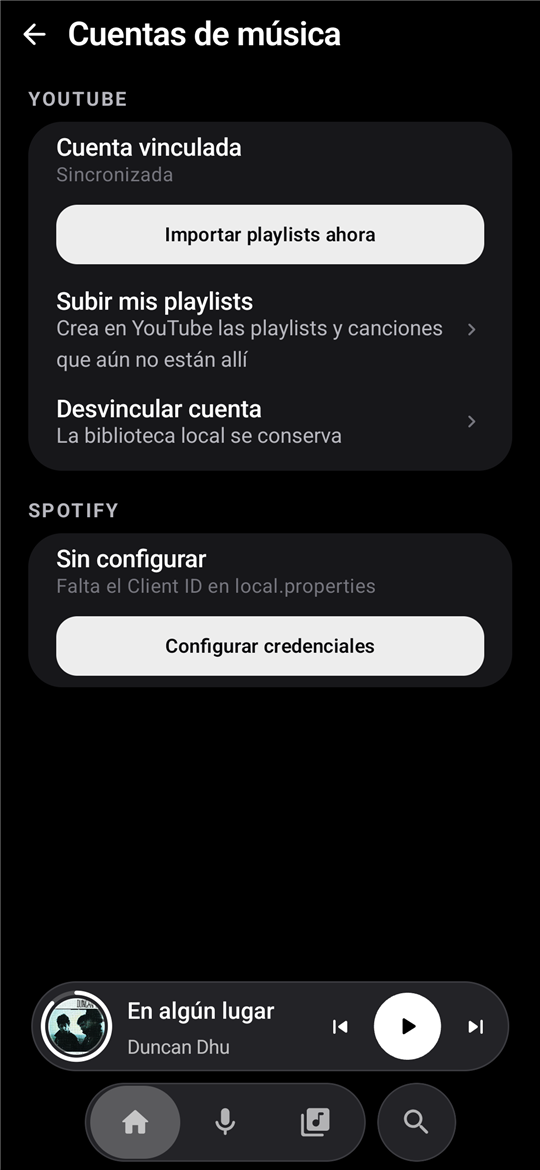 Cuentas de música
YOUTUBE
Cuenta vinculada
Sincronizada
Importar playlists ahora
Subir mis playlists
Crea en YouTube las playlists y canciones
que aún no están allí
Desvincular cuenta
La biblioteca local se conserva
SPOTIFY
Sin configurar
Falta el Client ID en local.properties
Configurar credenciales
En algún lugar
Duncan Dhu